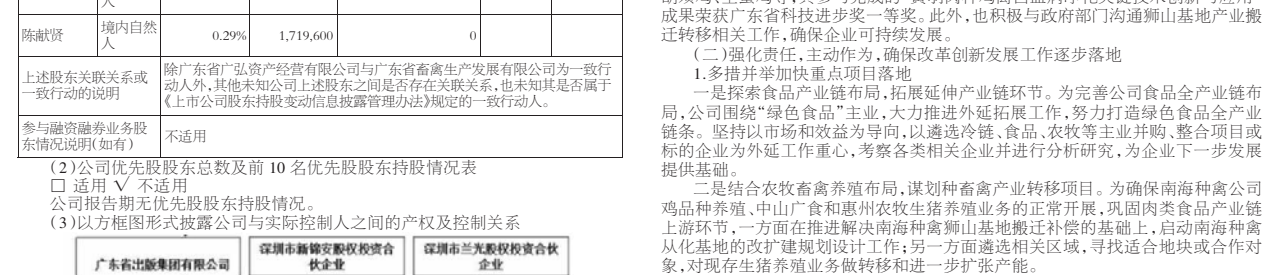 人
陈献贤 境内自然人 0.29% 1,719,600 0
上述股东关联关系或一致行动的说明
除广东省广弘资产经营有限公司与广东省畜禽生产发展有限公司为一致行
动人外,其他未知公司上述股东之间是否存在关联关系,也未知其是否属于
《上市公司股东持股变动信息披露管理办法》规定的一致行动人。
参与融资融券业务股东情况说明(如有)
不适用
(2)公司优先股股东总数及前 10 名优先股股东持股情况表
□ 适用 √ 不适用
公司报告期无优先股股东持股情况。
(3)以方框图形式披露公司与实际控制人之间的产权及控制关系
广东省出版集团有限公司
深圳市新锦安股权投资合
伙企业
深圳市兰光股权投资合伙
企业
成果荣获广东省科技进步奖一等奖。此外,也积极与政府部门沟通狮山基地产业搬
迁转移相关工作,确保企业可持续发展。
(二)强化责任,主动作为,确保改革创新发展工作逐步落地
1.多措并举加快重点项目落地
一是探索食品产业链布局,拓展延伸产业链环节。为完善公司食品全产业链布
局,公司围绕“绿色食品”主业,大力推进外延拓展工作,努力打造绿色食品全产业
链条。坚持以市场和效益为导向,以遴选冷链、食品、农牧等主业并购、整合项目或
标的企业为外延工作重心,考察各类相关企业并进行分析研究,为企业下一步发展
提供基础。
二是结合农牧畜禽养殖布局,谋划种畜禽产业转移项目。为确保南海种禽公司
鸡品种养殖、中山广食和惠州农牧生猪养殖业务的正常开展,巩固肉类食品产业链
上游环节,一方面在推进解决南海种禽狮山基地搬迁补偿的基础上,启动南海种禽
从化基地的改扩建规划设计工作;另一方面遴选相关区域,寻找适合地块或合作对
象,对现存生猪养殖业务做转移和进一步扩张产能。